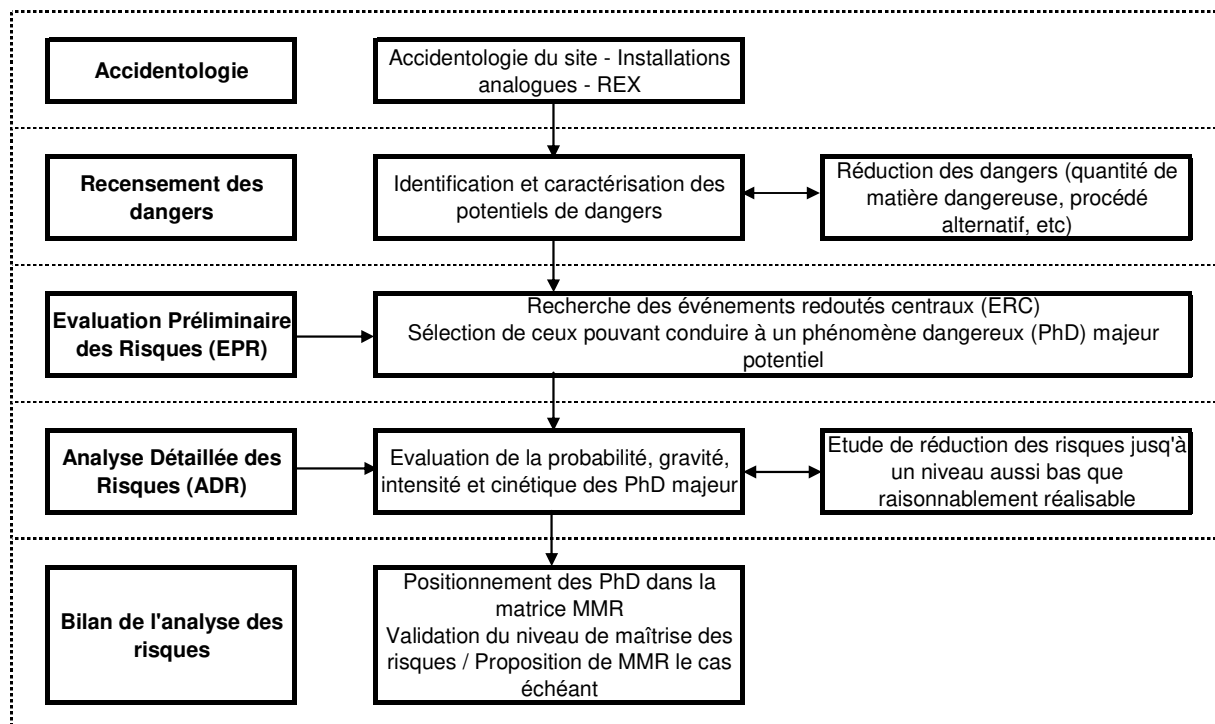 Accidentologie
Accidentologie du site - Installations
analogues - REX
Recensement des
dangers
Identification et caractérisation des
potentiels de dangers
Réduction des dangers (quantité de
matière dangereuse, procédé
alternatif, etc)
Evaluation Préliminaire
des Risques (EPR)
Recherche des événements redoutés centraux (ERC)
Sélection de ceux pouvant conduire à un phénomène dangereux (PhD) majeur
potentiel
Analyse Détaillée des
Risques (ADR)
Evaluation de la probabilité, gravité,
intensité et cinétique des PhD majeur
Etude de réduction des risques jusqu'à
un niveau aussi bas que
raisonnablement réalisable
Bilan de l'analyse des
risques
Positionnement des PhD dans la
matrice MMR
Validation du niveau de maîtrise des
risques / Proposition de MMR le cas
échéant